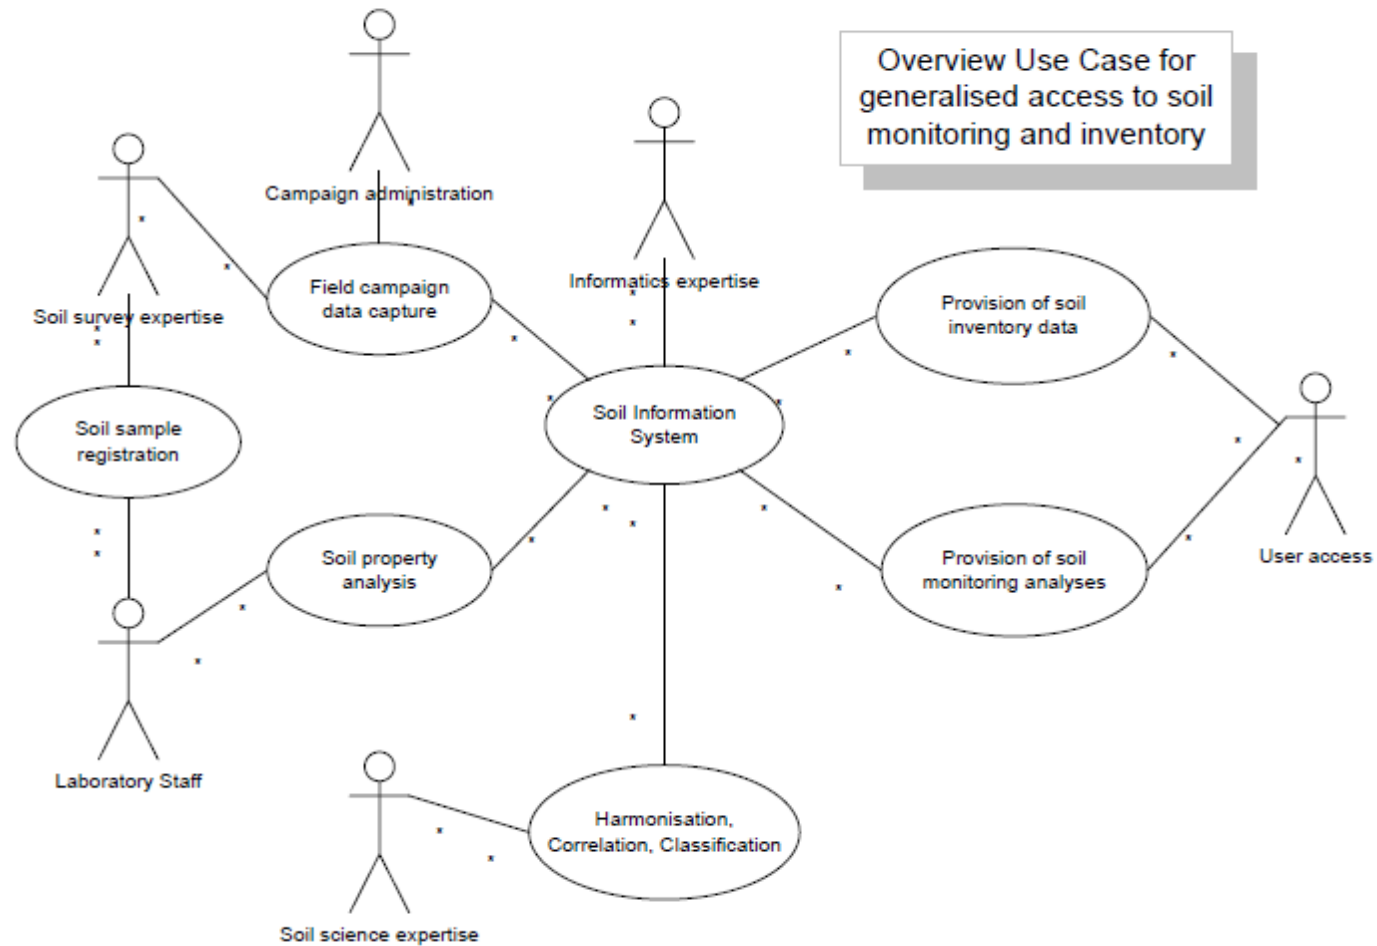 Overview Use Case for
generalised access to soil
monitoring and inventory
Campaign administration
Soil survey expertise
Field campaign
data capture
Informatics expertise
Provision of soil
inventory data
Soil sample
registration
Soil Information
System
Soil property
analysis
Provision of soil
monitoring analyses
User access
Laboratory Staff
Harmonisation,
Correlation, Classification
Soil science expertise